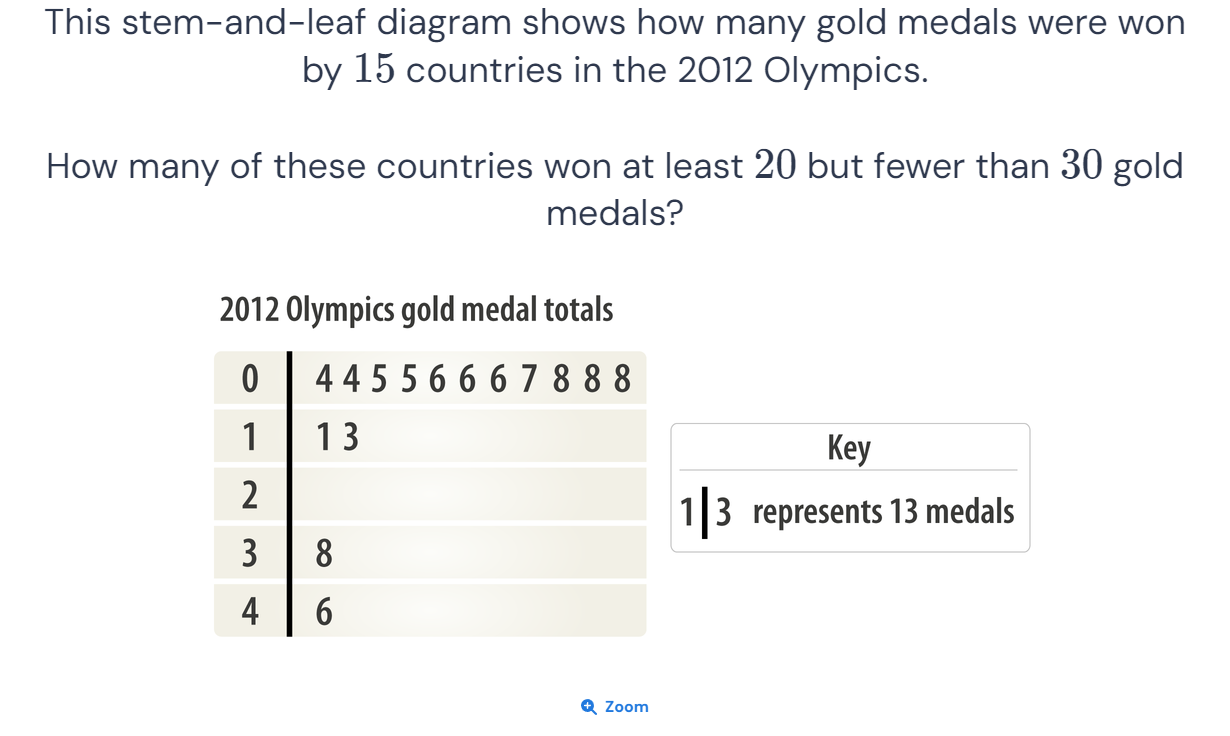 This stem-and-leaf diagram shows how many gold medals were won
by 15 countries in the 2012 Olympics.
How many of these countries won at least 20 but fewer than 30 gold
medals?
2012 Olympics gold medal totals
0 4 4 5 5 6 6 6 7 8 8 8
1 1 3
2
3 8
4 6
Key
1 3 represents 13 medals
Zoom